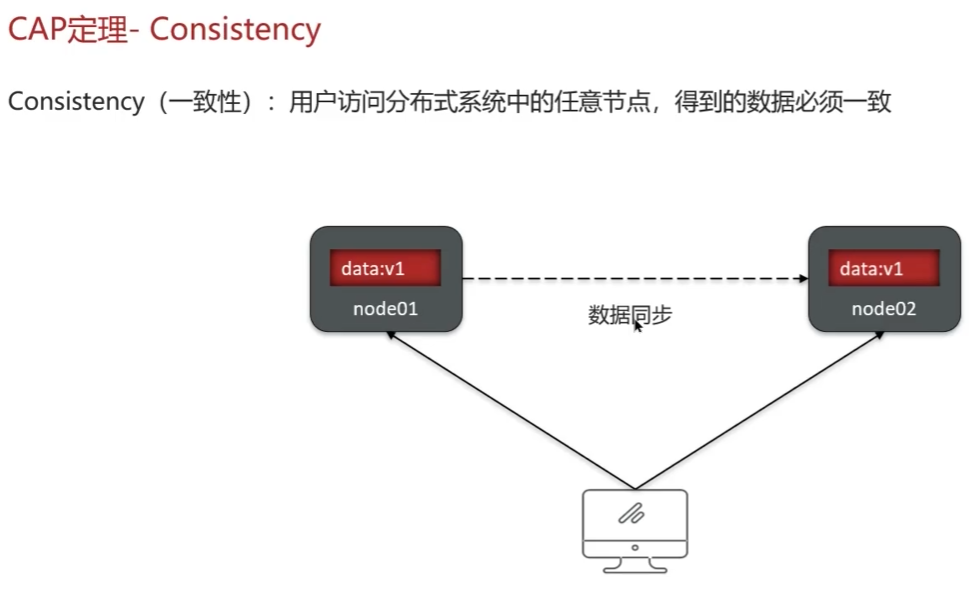 CAP定理- Consistency
Consistency（一致性）：用户访问分布式系统中的任意节点，得到的数据必须一致
data:v1
data:v1
node01
node02
数据同步